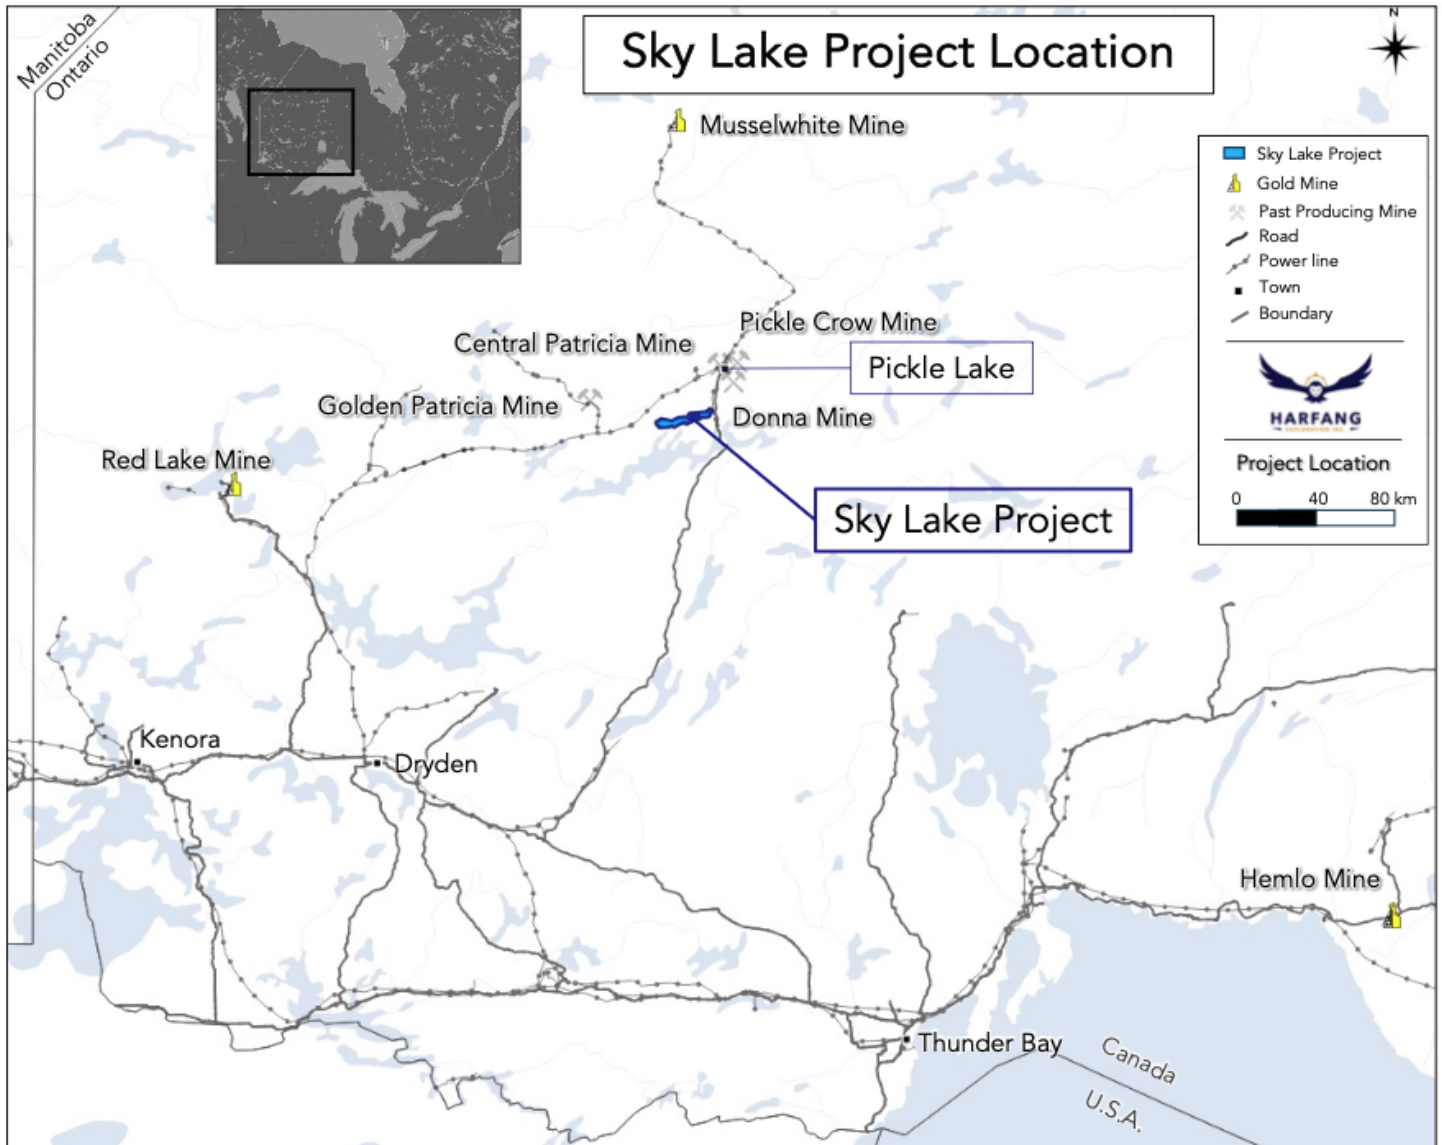 Manitoba
Ontario
Sky Lake Project Location
N
Musselwhite Mine
Sky Lake Project
Gold Mine
Past Producing Mine
Road
Power line
Town
Boundary
HARFANG
Project Location
0 40 80 km
Pickle Crow Mine
Central Patricia Mine
Pickle Lake
Golden Patricia Mine
Donna Mine
Red Lake Mine
Sky Lake Project
Kenora
Dryden
Hemlo Mine
Thunder Bay
Canada
U.S.A.